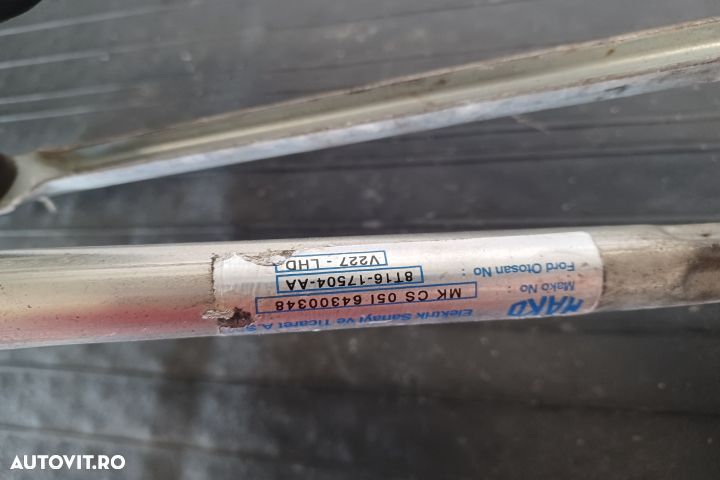 MAKO
Elektrik Sanayi ve Ticaret A.Ş.
Mako No : MK CS 05I 64300348
Ford Otosan No : 8T16-17504-AA
V227 - LHD
AUTOVIT.RO